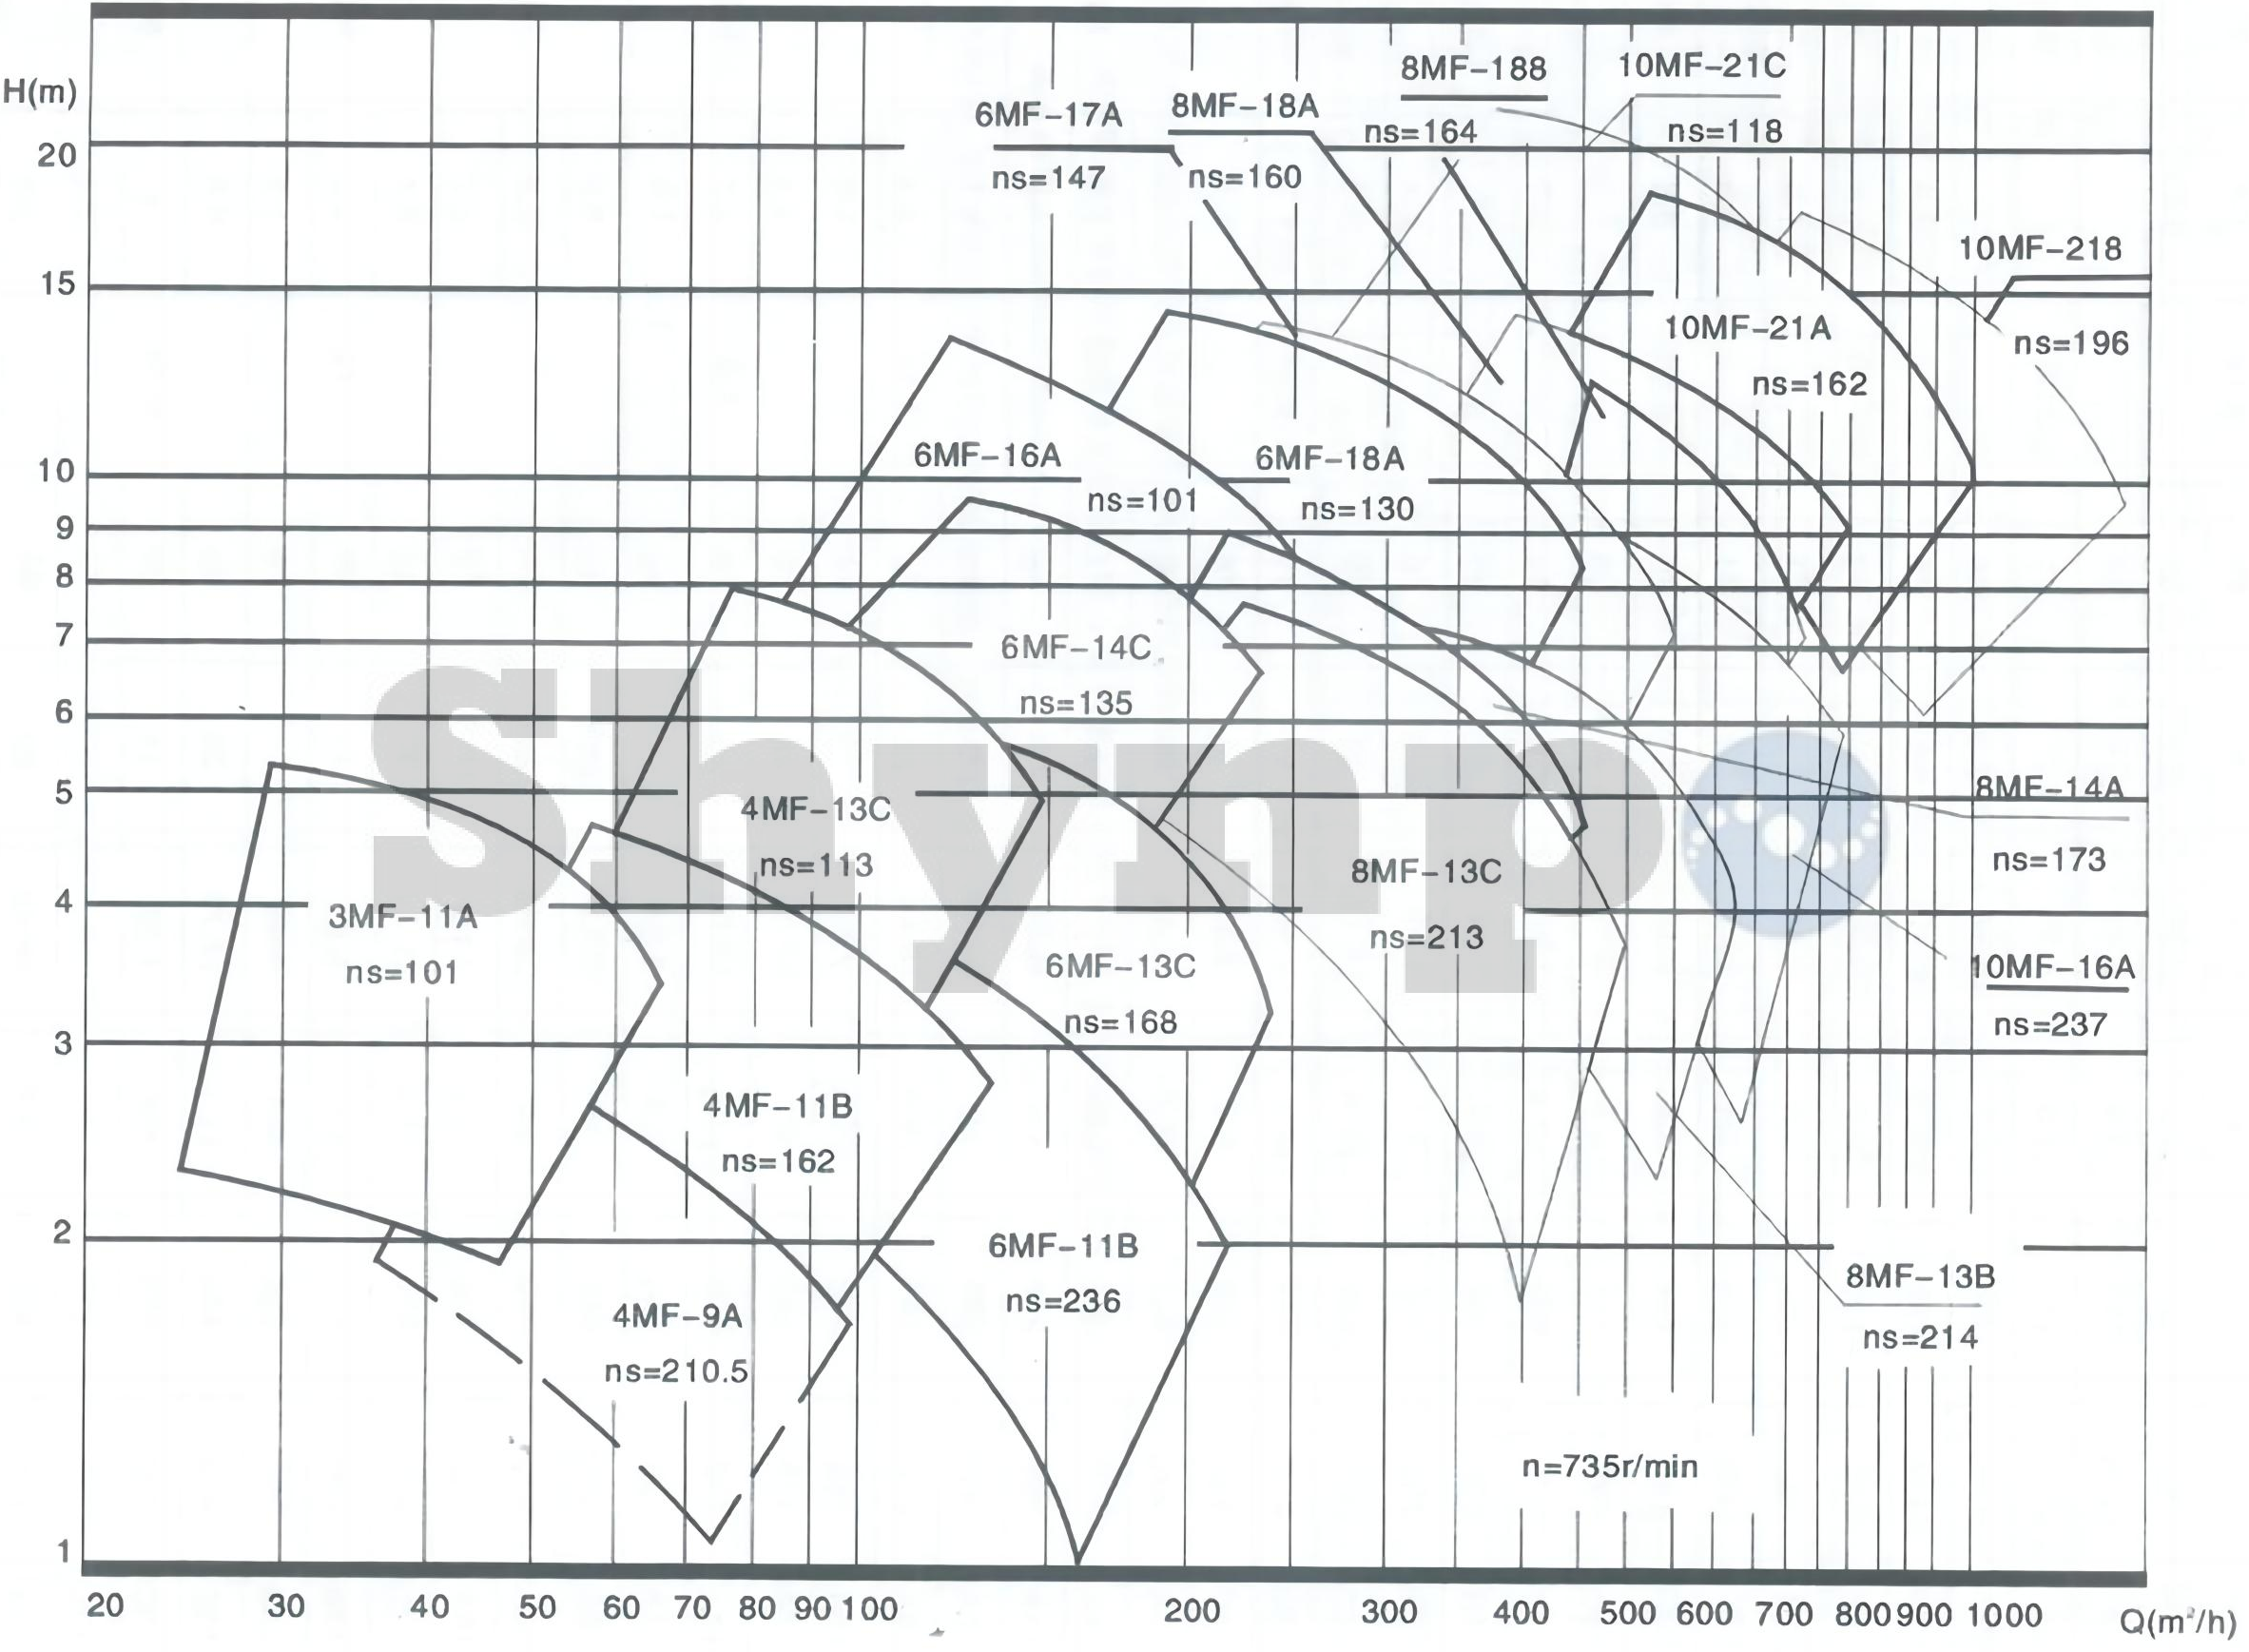 H(m)
8MF-188
10MF-21C
6MF-17A
8MF-18A
ns=164
ns=118
20
ns=147
ns=160
10MF-218
15
10MF-21A
ns=196
ns=162
10
6MF-16A
6MF-18A
ns=101
ns=130
9
8
7
6MF-14C
6
ns=135
5
8MF-14A
4MF-13C
ns=113
8MF-13C
ns=173
4
3MF-11A
ns=213
ns=101
6MF-13C
10MF-16A
ns=168
ns=237
3
4MF-11B
ns=162
2
6MF-11B
8MF-13B
ns=236
4MF-9A
ns=214
ns=210.5
n=735r/min
1
20 30 40 50 60 70 80 90 100 200 300 400 500 600 700 800 900 1000 Q(m³/h)
Shynp